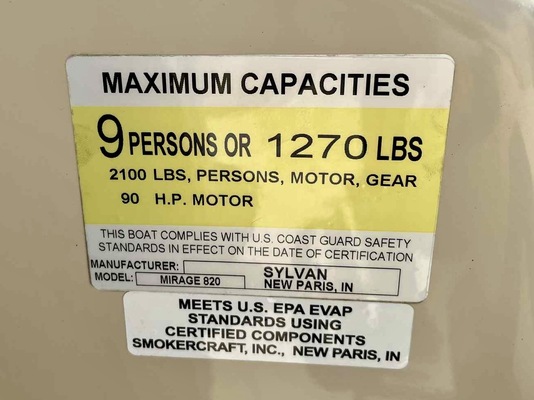 MAXIMUM CAPACITIES
9 PERSONS OR 1270 LBS
2100 LBS, PERSONS, MOTOR, GEAR
90 H.P. MOTOR
THIS BOAT COMPLIES WITH U.S. COAST GUARD SAFETY
STANDARDS IN EFFECT ON THE DATE OF CERTIFICATION
MANUFACTURER: SYLVAN
MODEL: MIRAGE 820 NEW PARIS, IN
MEETS U.S. EPA EVAP
STANDARDS USING
CERTIFIED COMPONENTS
SMOKERCRAFT, INC., NEW PARIS, IN